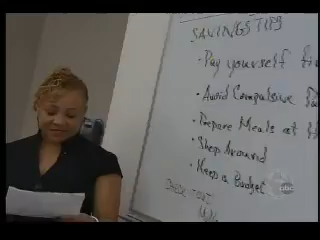 SAVINGS TIPS
• Pay yourself
• Avoid Compulsive
• Prepare Meals at
• Shop Around
• Keep a Budget
abc